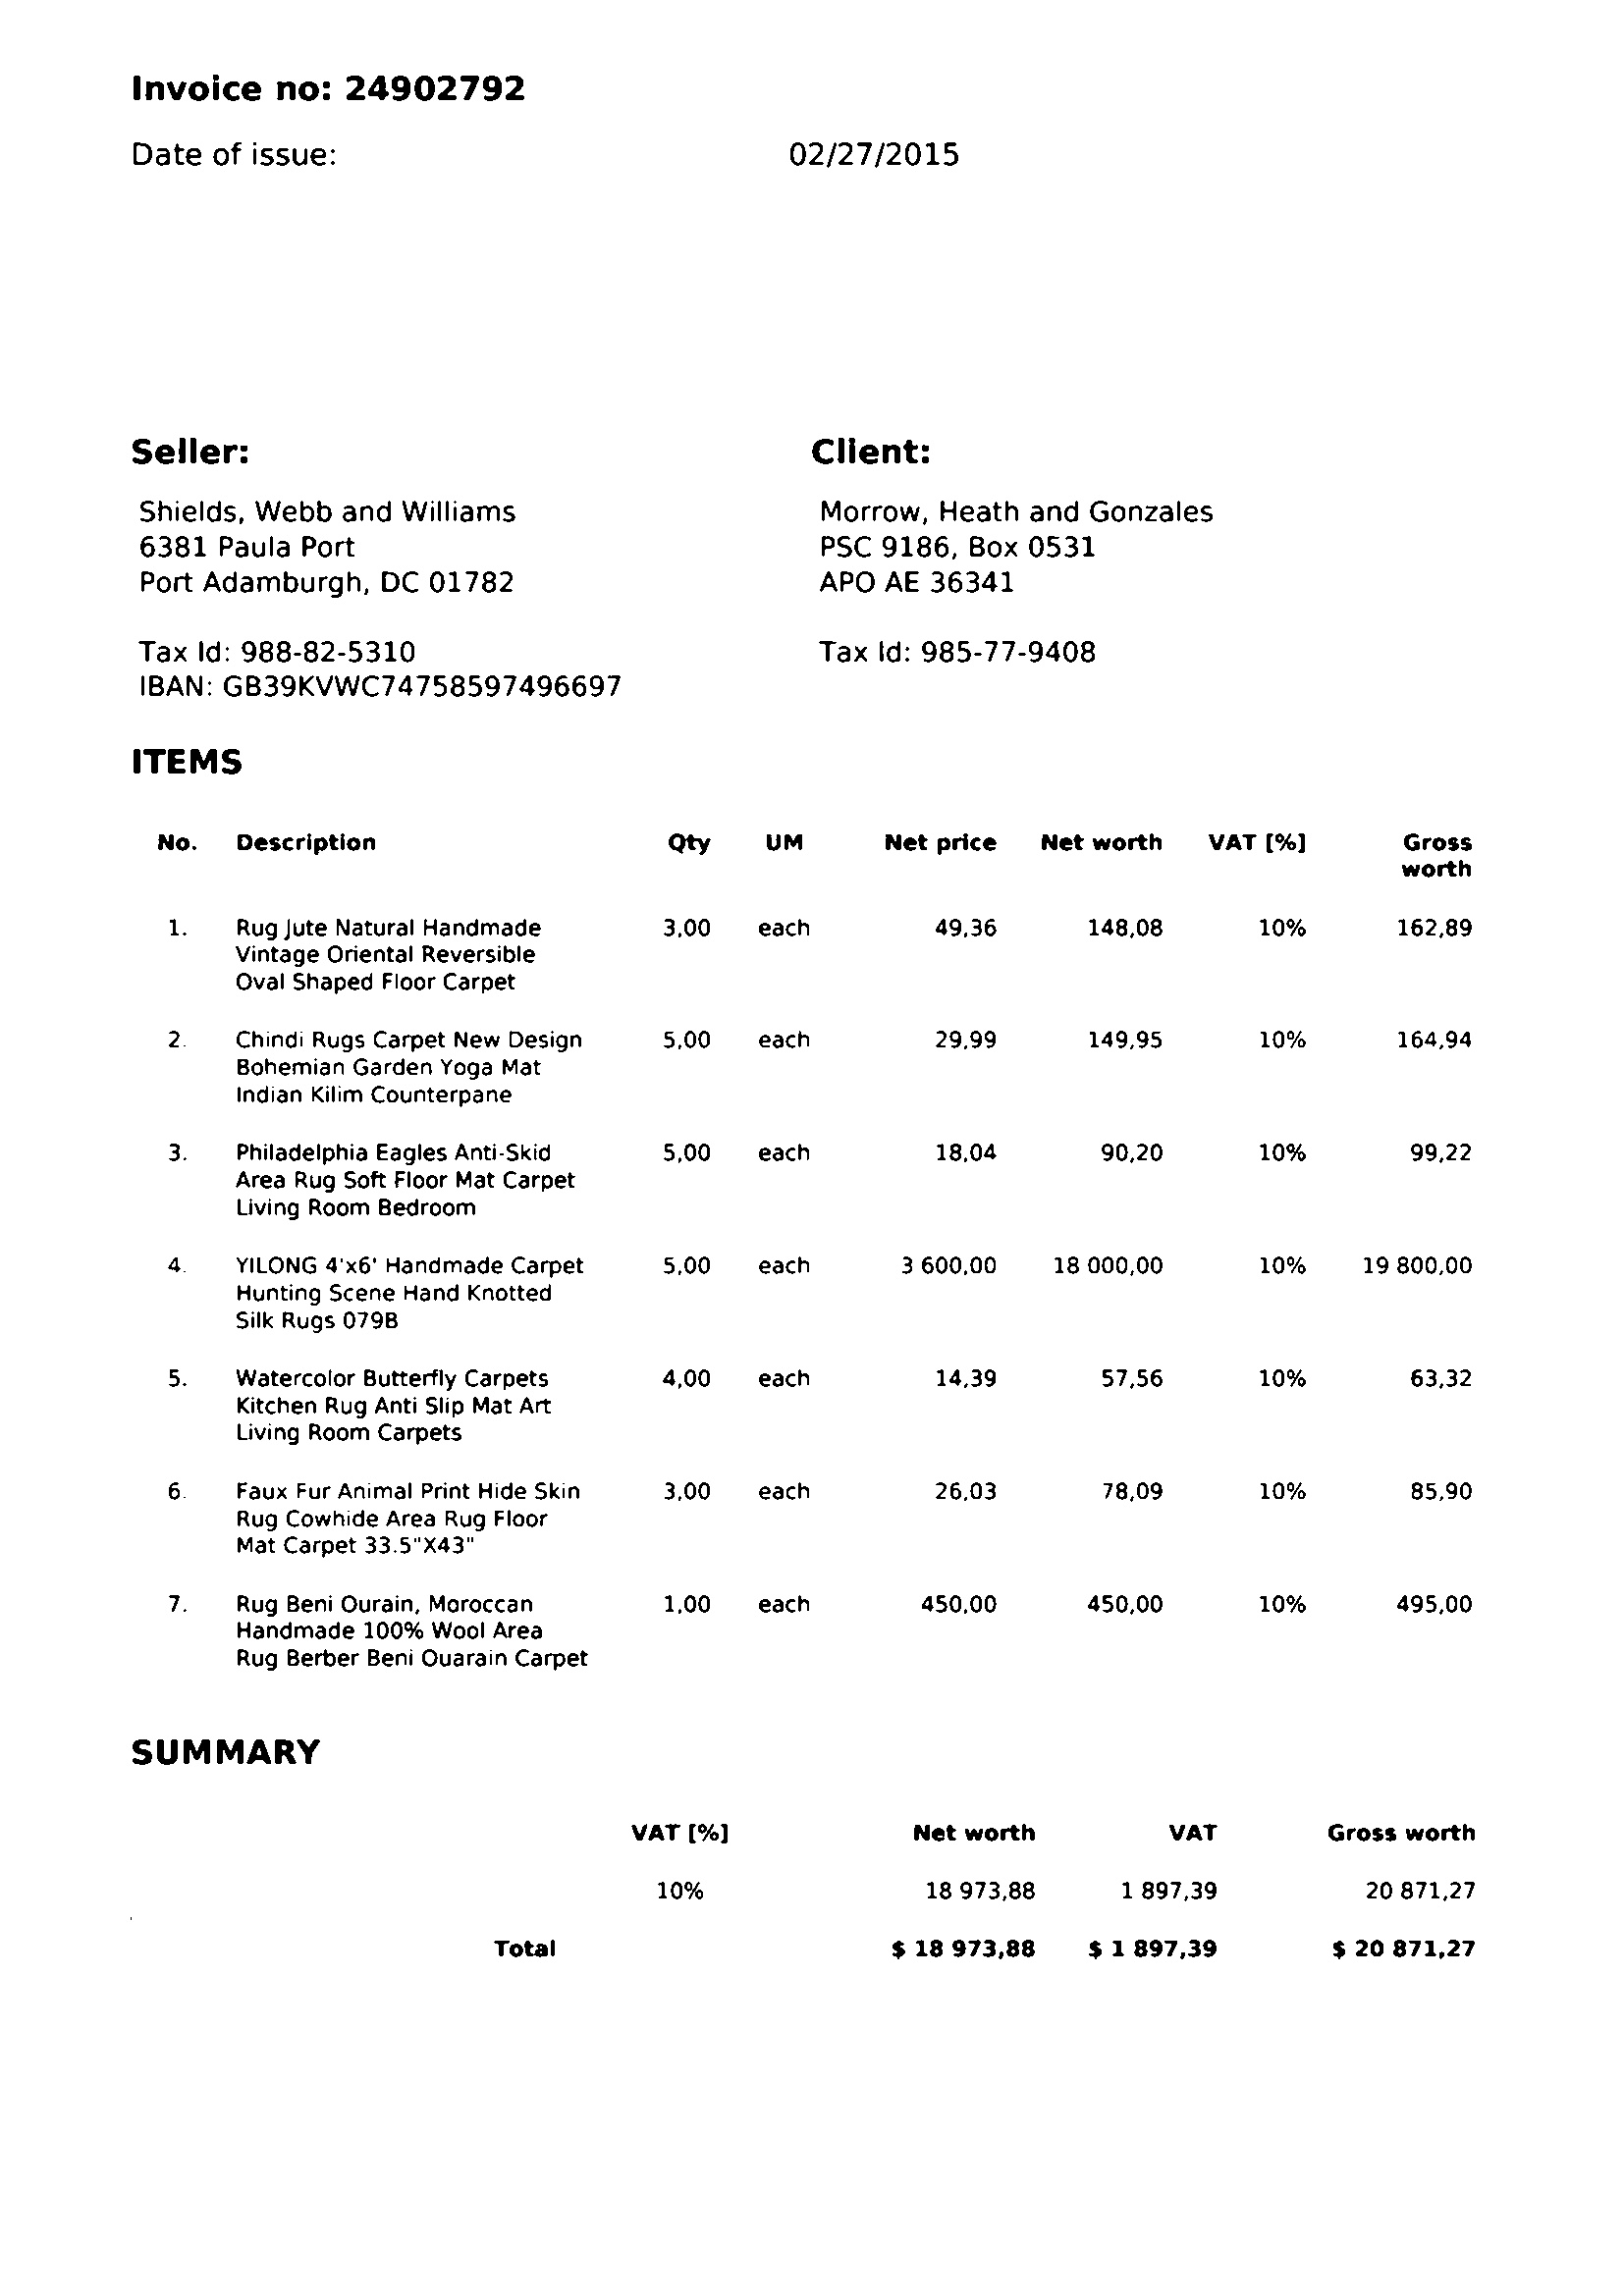 Invoice no: 24902792
Date of issue: 02/27/2015
Seller: Client:
Shields, Webb and Williams Morrow, Heath and Gonzales
6381 Paula Port PSC 9186, Box 0531
Port Adamburgh, DC 01782 APO AE 36341
Tax Id: 988-82-5310 Tax Id: 985-77-9408
IBAN: GB39KVWC74758597496697
ITEMS
No. Description Qty UM Net price Net worth VAT [%] Gross
worth
1. Rug Jute Natural Handmade 3,00 each 49,36 148,08 10% 162,89
Vintage Oriental Reversible
Oval Shaped Floor Carpet
2. Chindi Rugs Carpet New Design 5,00 each 29,99 149,95 10% 164,94
Bohemian Garden Yoga Mat
Indian Kilim Counterpane
3. Philadelphia Eagles Anti-Skid 5,00 each 18,04 90,20 10% 99,22
Area Rug Soft Floor Mat Carpet
Living Room Bedroom
4. YILONG 4'x6' Handmade Carpet 5,00 each 3 600,00 18 000,00 10% 19 800,00
Hunting Scene Hand Knotted
Silk Rugs 079B
5. Watercolor Butterfly Carpets 4,00 each 14,39 57,56 10% 63,32
Kitchen Rug Anti Slip Mat Art
Living Room Carpets
6. Faux Fur Animal Print Hide Skin 3,00 each 26,03 78,09 10% 85,90
Rug Cowhide Area Rug Floor
Mat Carpet 33.5"X43"
7. Rug Beni Ourain, Moroccan 1,00 each 450,00 450,00 10% 495,00
Handmade 100% Wool Area
Rug Berber Beni Ouarain Carpet
SUMMARY
VAT [%] Net worth VAT Gross worth
10% 18 973,88 1 897,39 20 871,27
Total $ 18 973,88 $ 1 897,39 $ 20 871,27